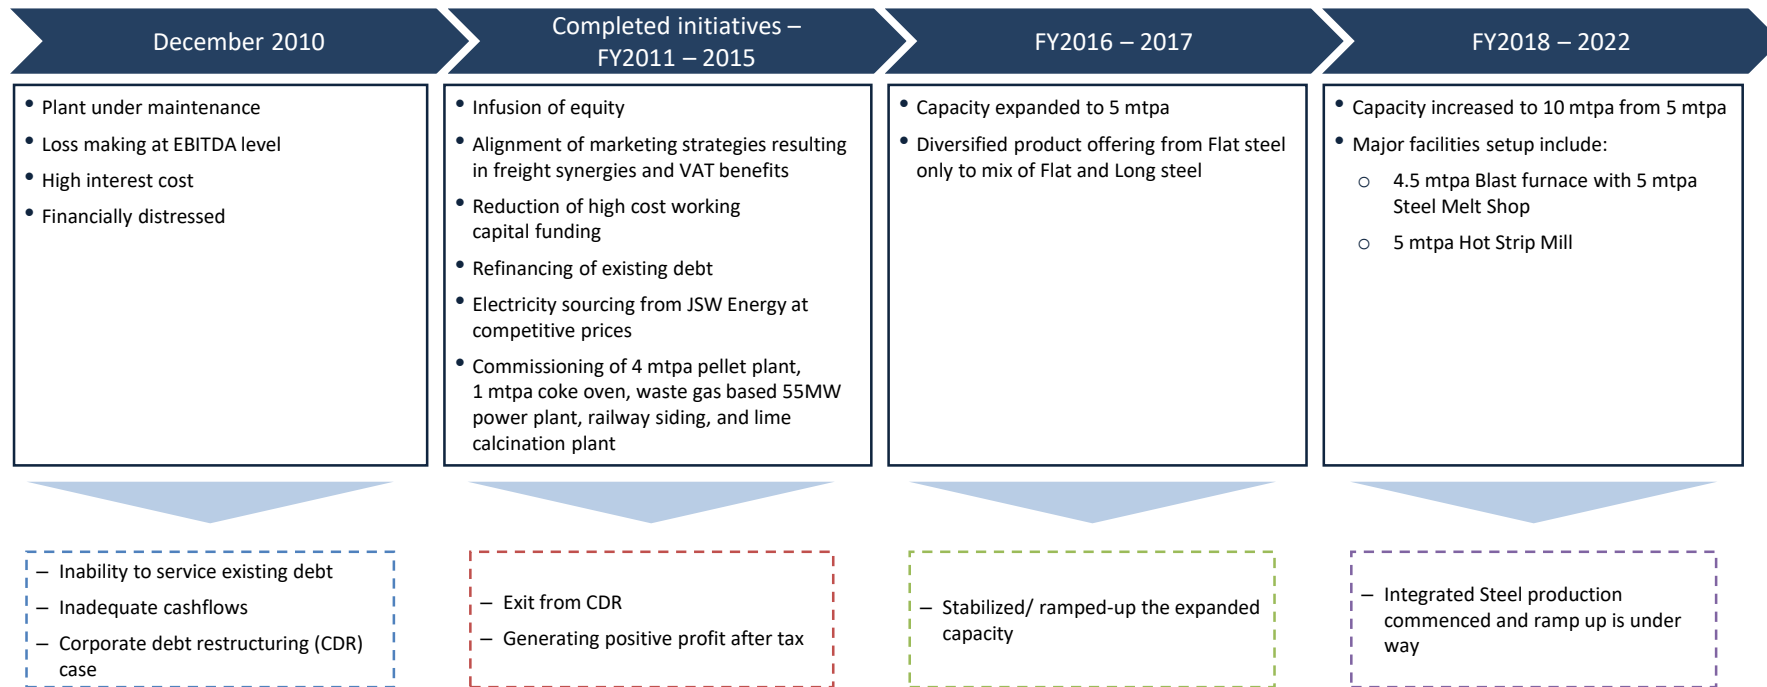 December 2010
Completed initiatives –
FY2011 – 2015
FY2016 – 2017
FY2018 – 2022
• Plant under maintenance
• Loss making at EBITDA level
• High interest cost
• Financially distressed
• Infusion of equity
• Alignment of marketing strategies resulting
in freight synergies and VAT benefits
• Reduction of high cost working
capital funding
• Refinancing of existing debt
• Electricity sourcing from JSW Energy at
competitive prices
• Commissioning of 4 mtpa pellet plant,
1 mtpa coke oven, waste gas based 55MW
power plant, railway siding, and lime
calcination plant
• Capacity expanded to 5 mtpa
• Diversified product offering from Flat steel
only to mix of Flat and Long steel
• Capacity increased to 10 mtpa from 5 mtpa
• Major facilities setup include:
o 4.5 mtpa Blast furnace with 5 mtpa
Steel Melt Shop
o 5 mtpa Hot Strip Mill
– Inability to service existing debt
– Inadequate cashflows
– Corporate debt restructuring (CDR)
case
– Exit from CDR
– Generating positive profit after tax
– Stabilized/ ramped-up the expanded
capacity
– Integrated Steel production
commenced and ramp up is under
way